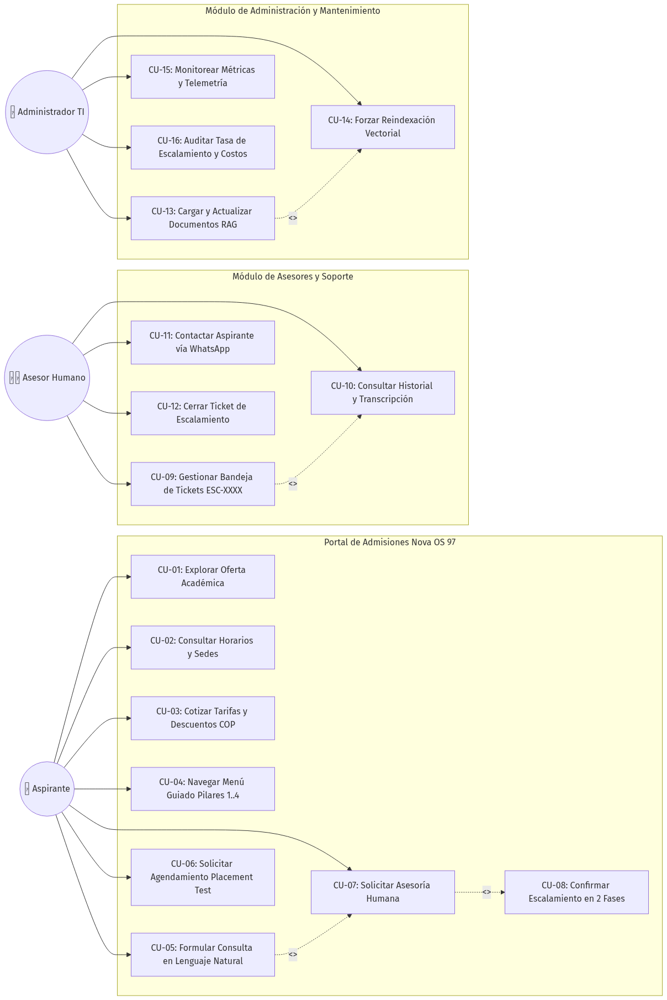 Módulo de Administración y Mantenimiento
CU-15: Monitorear Métricas
y Telemetría
Administrador TI
CU-14: Forzar Reindexación
Vectorial
CU-16: Auditar Tasa de
Escalamiento y Costos
CU-13: Cargar y Actualizar
Documentos RAG
<>
Módulo de Asesores y Soporte
CU-11: Contactar Aspirante
vía WhatsApp
Asesor Humano
CU-10: Consultar Historial
y Transcripción
CU-12: Cerrar Ticket de
Escalamiento
CU-09: Gestionar Bandeja
de Tickets ESC-XXXX
<>
Portal de Admisiones Nova OS 97
CU-01: Explorar Oferta
Académica
CU-02: Consultar Horarios
y Sedes
CU-03: Cotizar Tarifas y
Descuentos COP
Aspirante
CU-04: Navegar Menú
Guiado Pilares 1..4
CU-06: Solicitar
Agendamiento Placement
Test
CU-07: Solicitar Asesoría
Humana
<>
CU-08: Confirmar
Escalamiento en 2 Fases
CU-05: Formular Consulta
en Lenguaje Natural
<>